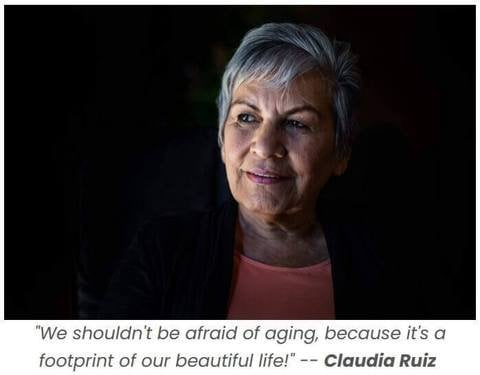 "We shouldn't be afraid of aging, because it's a
footprint of our beautiful life!" -- Claudia Ruiz